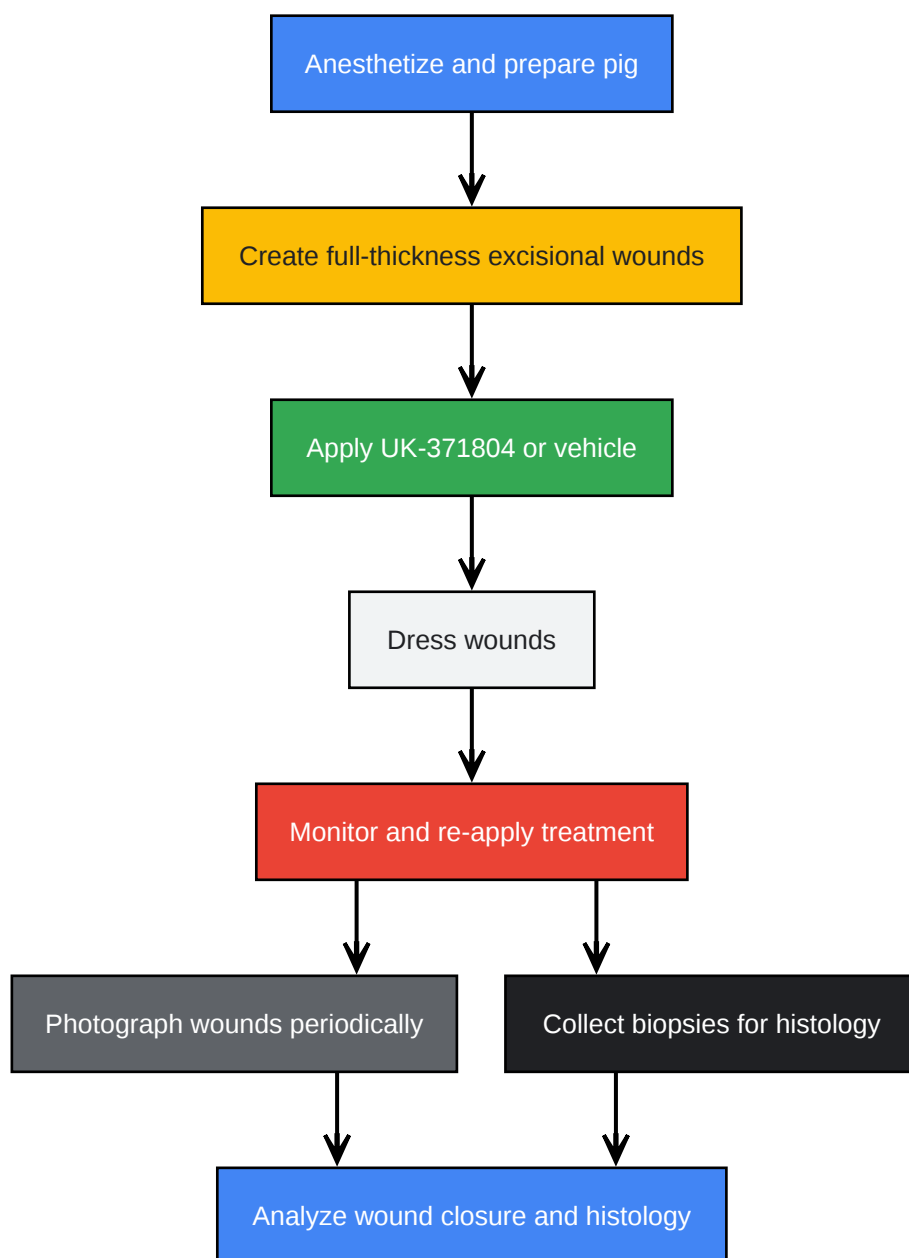 Anesthetize and prepare pig
Create full-thickness excisional wounds
Apply UK-371804 or vehicle
Dress wounds
Monitor and re-apply treatment
Photograph wounds periodically
Collect biopsies for histology
Analyze wound closure and histology